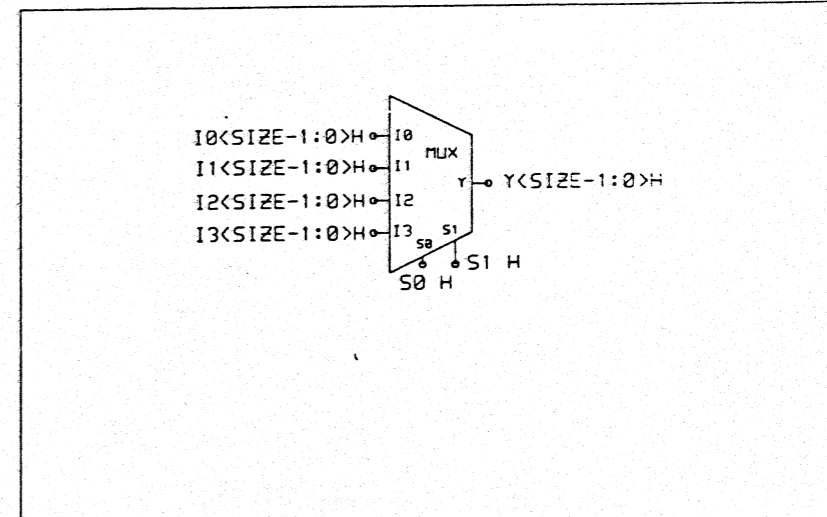 I0<SIZE-1:0>H I0
MUX
I1<SIZE-1:0>H I1
Y Y<SIZE-1:0>H
I2<SIZE-1:0>H I2
I3<SIZE-1:0>H I3 S1
S0
S1 H
S0 H